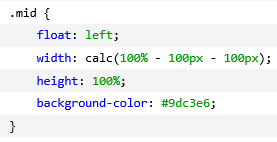 .mid {
    float: left;
    width: calc(100% - 100px - 100px);
    height: 100%;
    background-color: #9dc3e6;
}